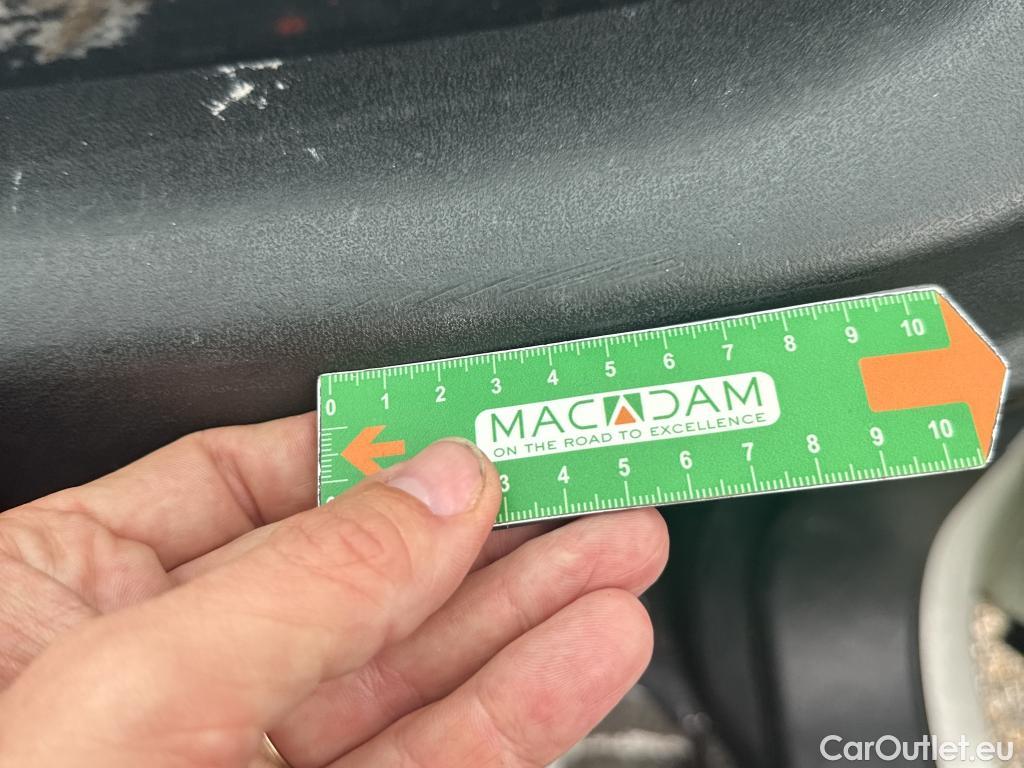 0 1 2 3 4 5 6 7 8 9 10
MACADAM
ON THE ROAD TO EXCELLENCE
3 4 5 6 7 8 9 10
CarOutlet.eu